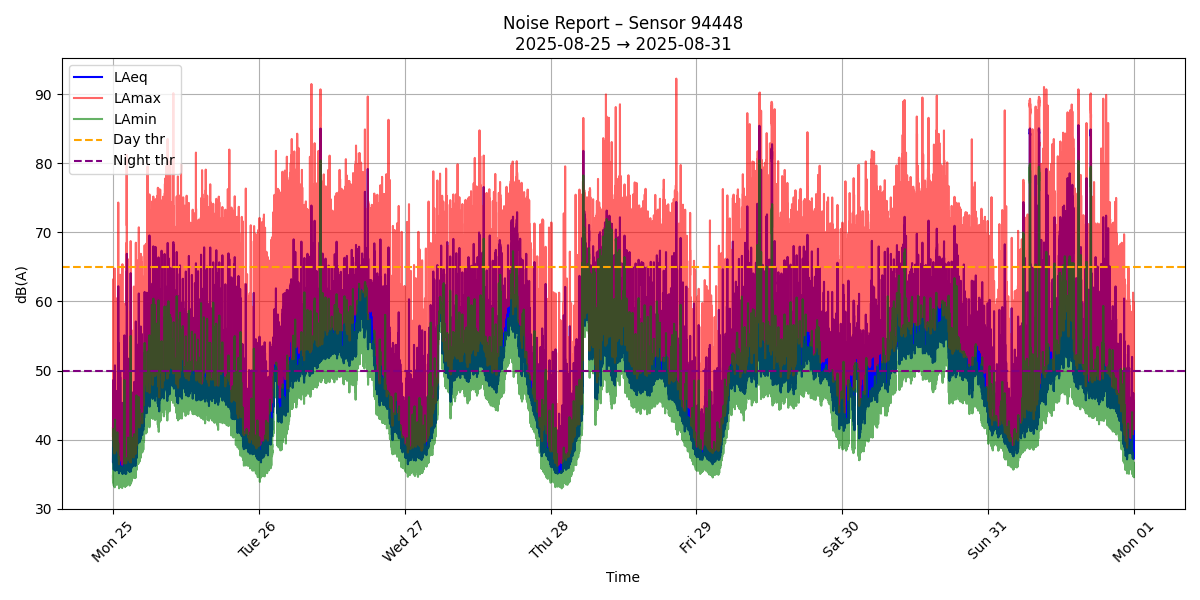 Noise Report – Sensor 94448
2025-08-25 → 2025-08-31
LAeq
LAmax
LAmin
Day thr
Night thr
dB(A)
90
80
70
60
50
40
30
Mon 25
Tue 26
Wed 27
Thu 28
Fri 29
Sat 30
Sun 31
Mon 01
Time